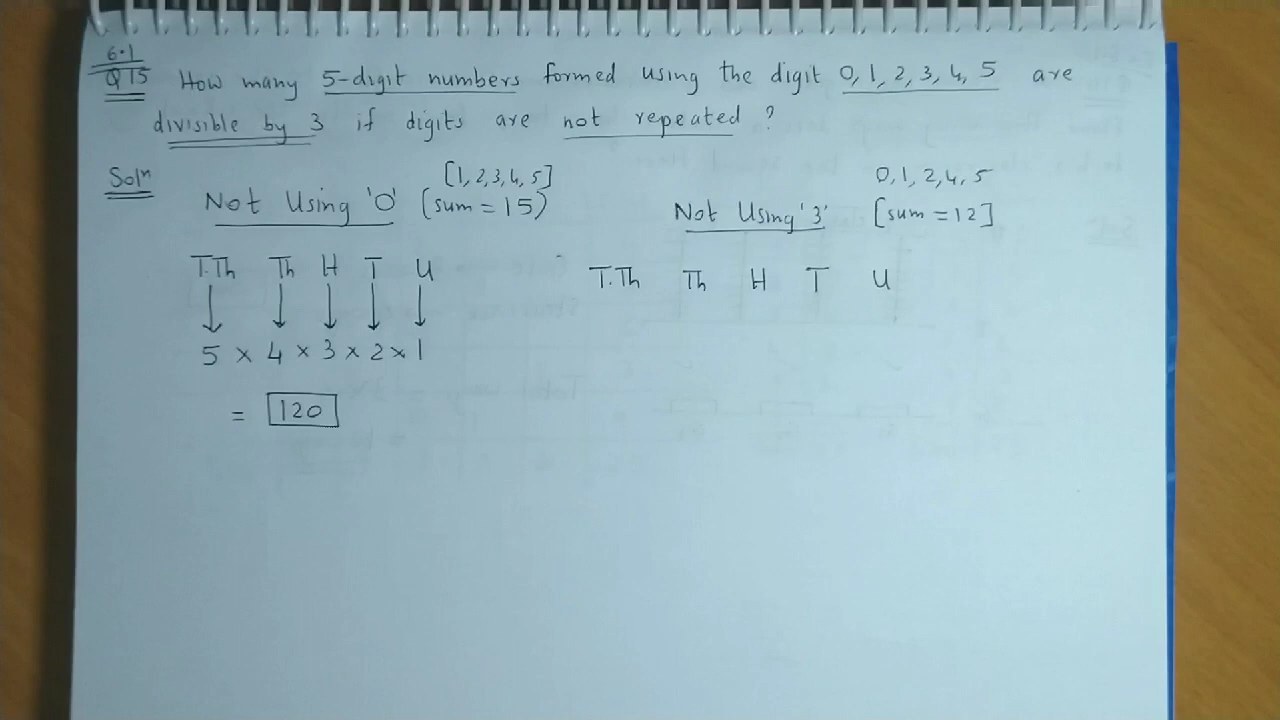 6.1
Q15 How many 5-digit numbers formed using the digit 0, 1, 2, 3, 4, 5 are
divisible by 3 if digits are not repeated ?
Solⁿ
[1, 2, 3, 4, 5]
Not Using '0' (sum = 15)
T.Th Th H T U
5 × 4 × 3 × 2 × 1
= 120
0, 1, 2, 4, 5
Not Using '3' [sum = 12]
T.Th Th H T U